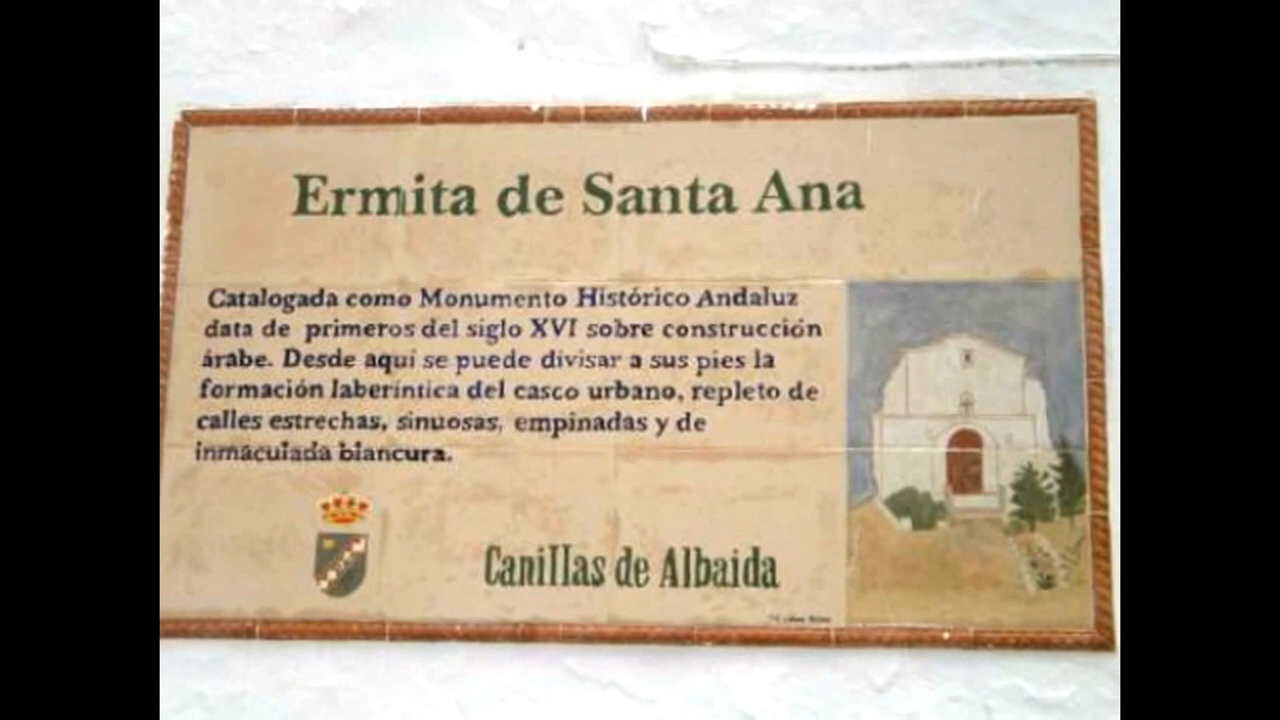 Ermita de Santa Ana
Catalogada como Monumento Histórico Andaluz
data de primeros del siglo XVI sobre construcción
árabe. Desde aquí se puede divisar a sus pies la
formación laberíntica del casco urbano, repleto de
calles estrechas, sinuosas, empinadas y de
inmaculada blancura.
Canillas de Albaida